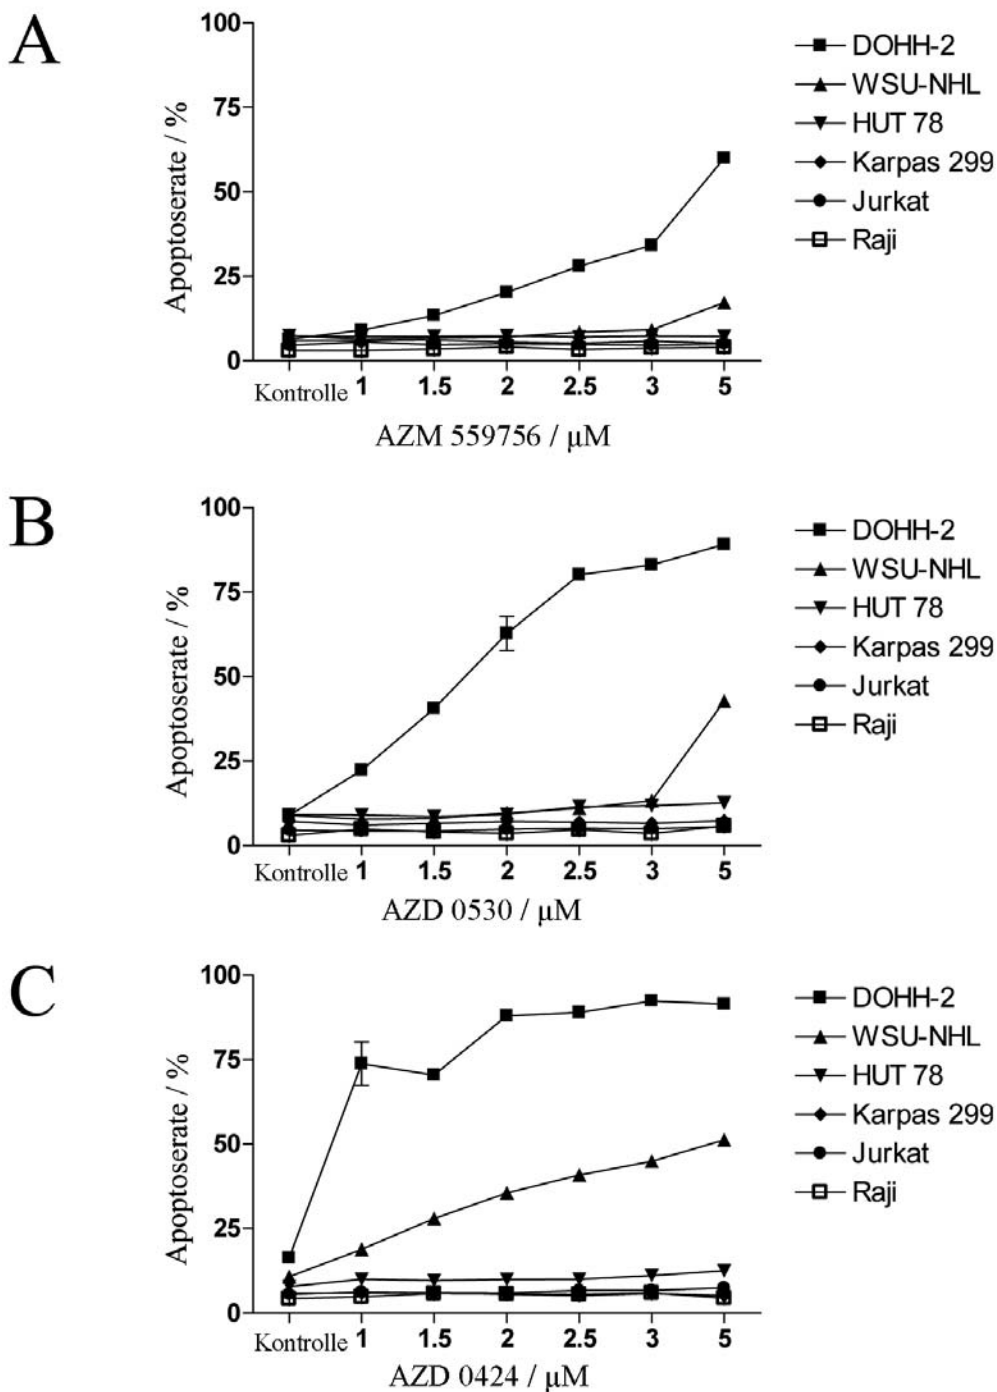 A
Apoptoserate / %
100
75
50
25
0
Kontrolle 1 1.5 2 2.5 3 5
AZM 559756 / µM
DOHH-2
WSU-NHL
HUT 78
Karpas 299
Jurkat
Raji
B
Apoptoserate / %
100
75
50
25
0
Kontrolle 1 1.5 2 2.5 3 5
AZD 0530 / µM
DOHH-2
WSU-NHL
HUT 78
Karpas 299
Jurkat
Raji
C
Apoptoserate / %
100
75
50
25
0
Kontrolle 1 1.5 2 2.5 3 5
AZD 0424 / µM
DOHH-2
WSU-NHL
HUT 78
Karpas 299
Jurkat
Raji